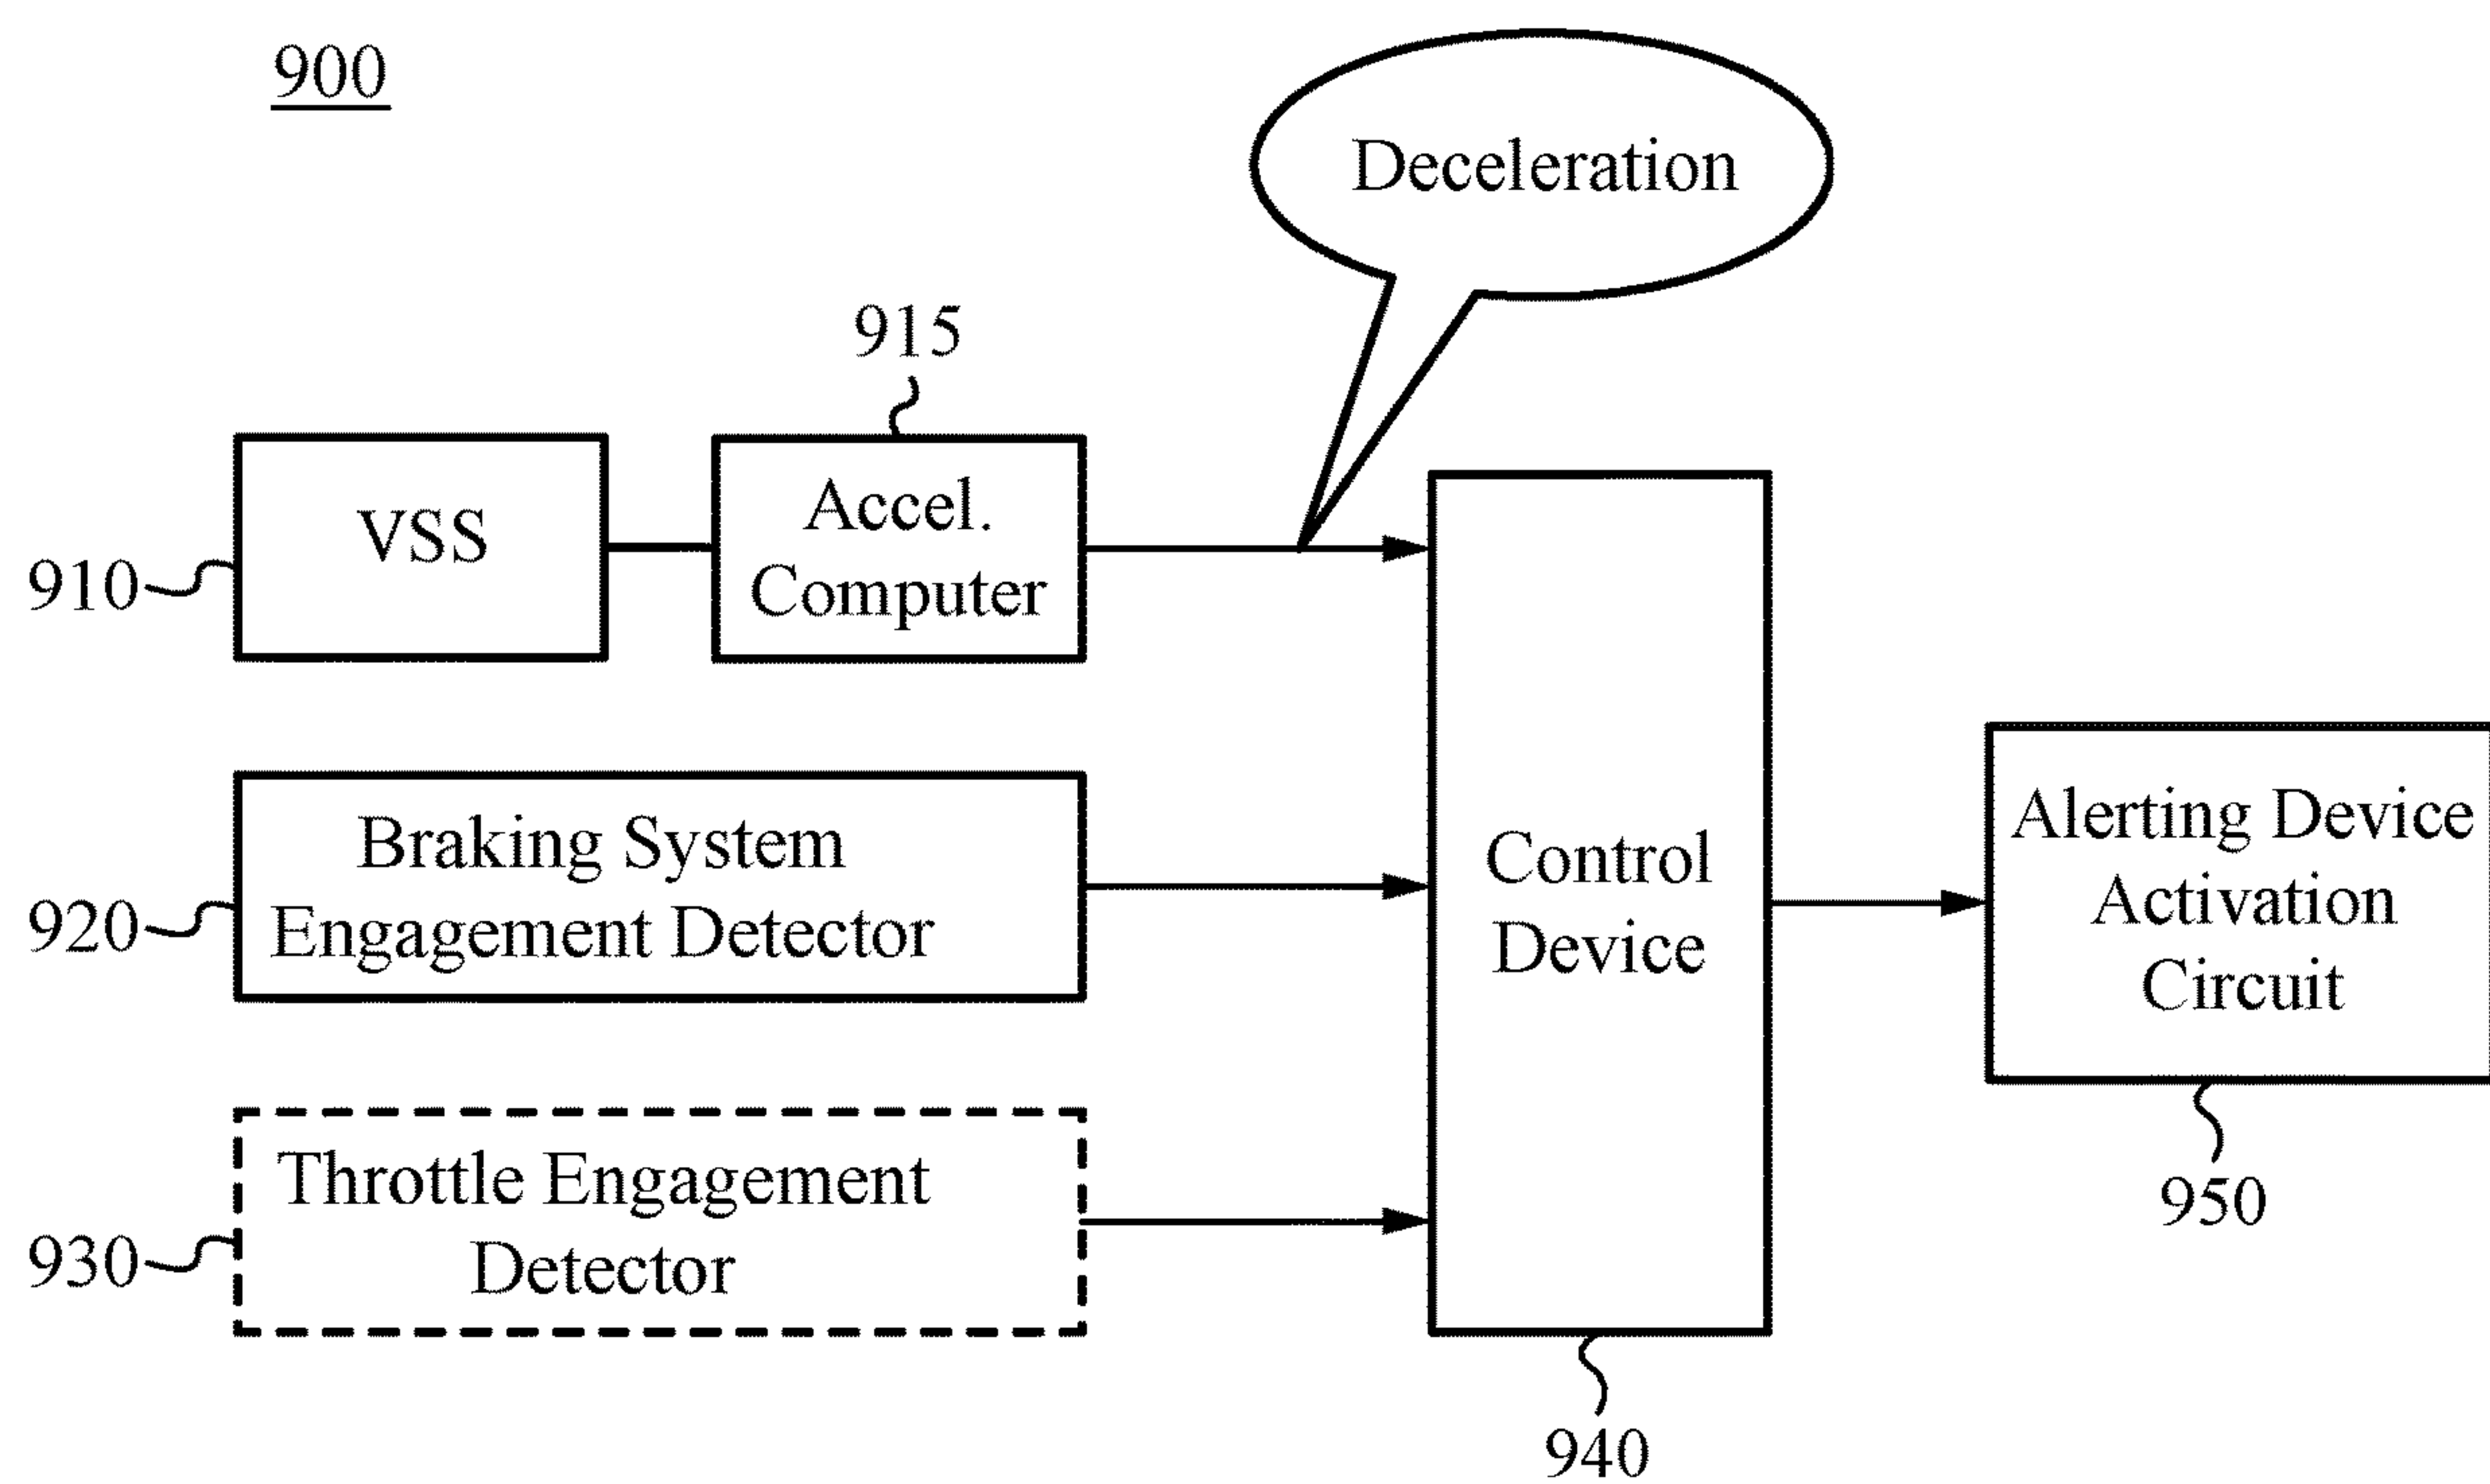 900
Deceleration
915
VSS
Accel.
Computer
910
Braking System
Engagement Detector
920
Control
Device
Alerting Device
Activation
Circuit
Throttle Engagement
Detector
930
950
940